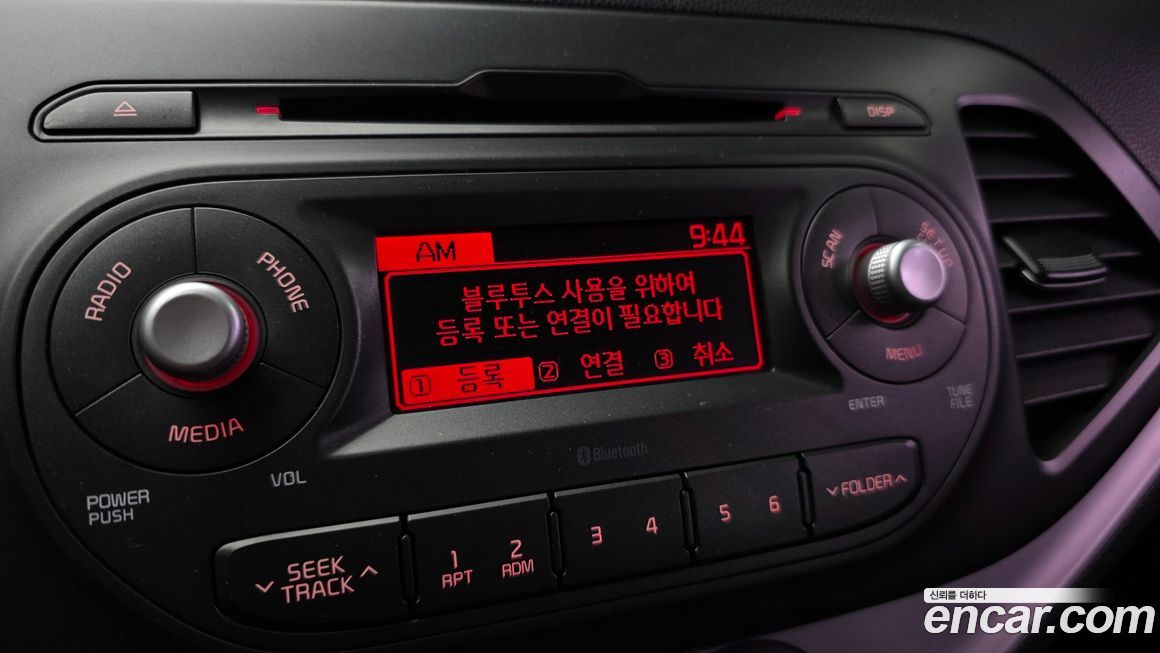 DISP
AM 9:44
블루투스 사용을 위하여
등록 또는 연결이 필요합니다
1 등록 2 연결 3 취소
RADIO
PHONE
MEDIA
SCAN
SETUP
MENU
POWER
PUSH
VOL
ENTER
TUNE
FILE
Bluetooth
SEEK
TRACK
1
RPT
2
RDM
3
4
5
6
FOLDER
신뢰를 더하다
encar.com